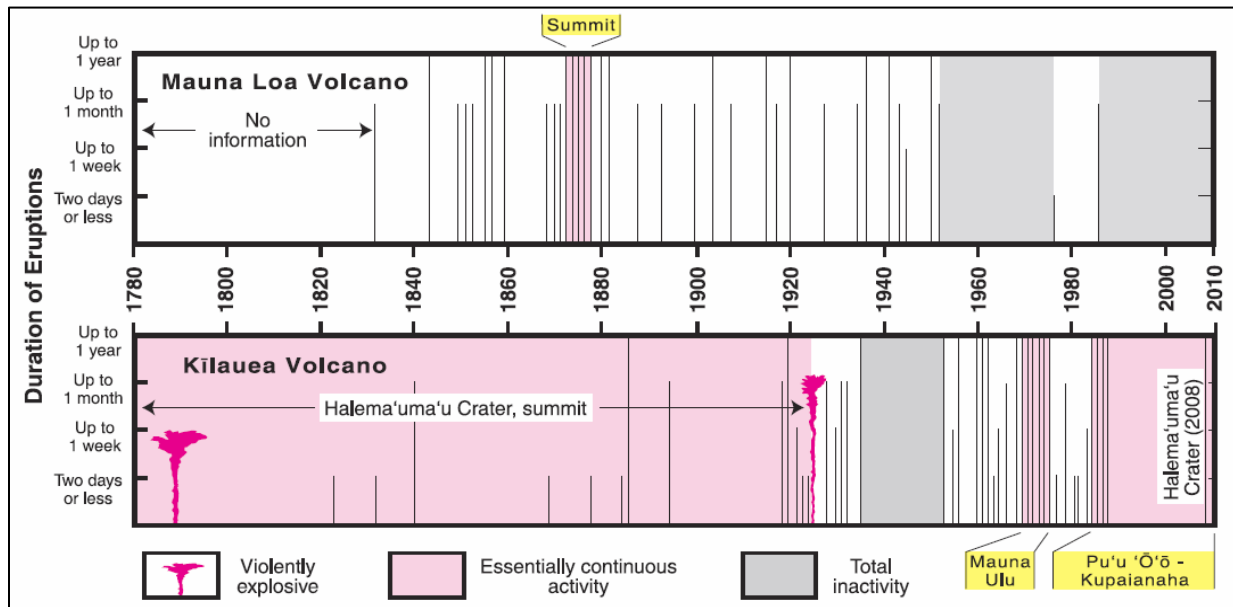 Summit
Duration of Eruptions
Up to
1 year
Up to
1 month
Up to
1 week
Two days
or less
Mauna Loa Volcano
No
information
1780
1800
1820
1840
1860
1880
1900
1920
1940
1960
1980
2000
2010
Up to
1 year
Up to
1 month
Up to
1 week
Two days
or less
Kīlauea Volcano
Halemaʻumaʻu Crater, summit
Halemaʻumaʻu
Crater (2008)
Mauna
Ulu
Puʻu ʻŌʻō -
Kupaianaha
Violently
explosive
Essentially continuous
activity
Total
inactivity